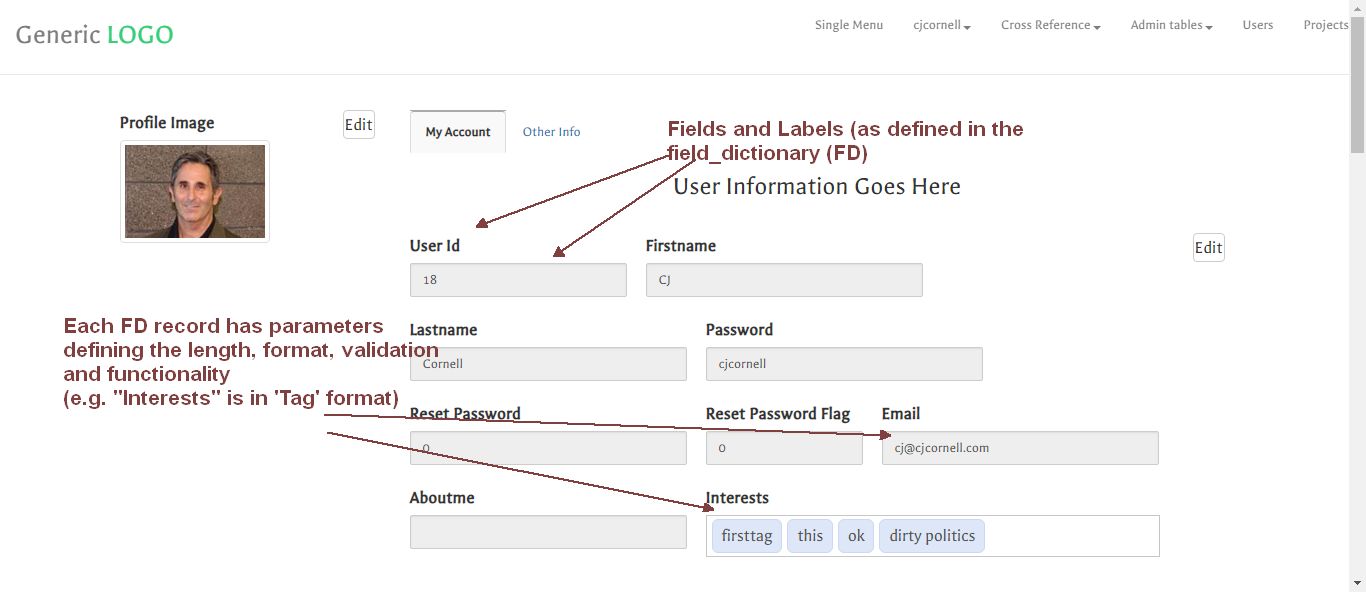 Generic LOGO
Single Menu cjcornell Cross Reference Admin tables Users Projects
Profile Image
Edit
My Account Other Info
Fields and Labels (as defined in the
field_dictionary (FD)
User Information Goes Here
User Id Firstname
Edit
18 CJ
Each FD record has parameters
defining the length, format, validation
and functionality
(e.g. "Interests" is in 'Tag' format)
Lastname Password
Cornell cjcornell
Reset Password Reset Password Flag Email
0 0 cj@cjcornell.com
Aboutme Interests
firsttag this ok dirty politics